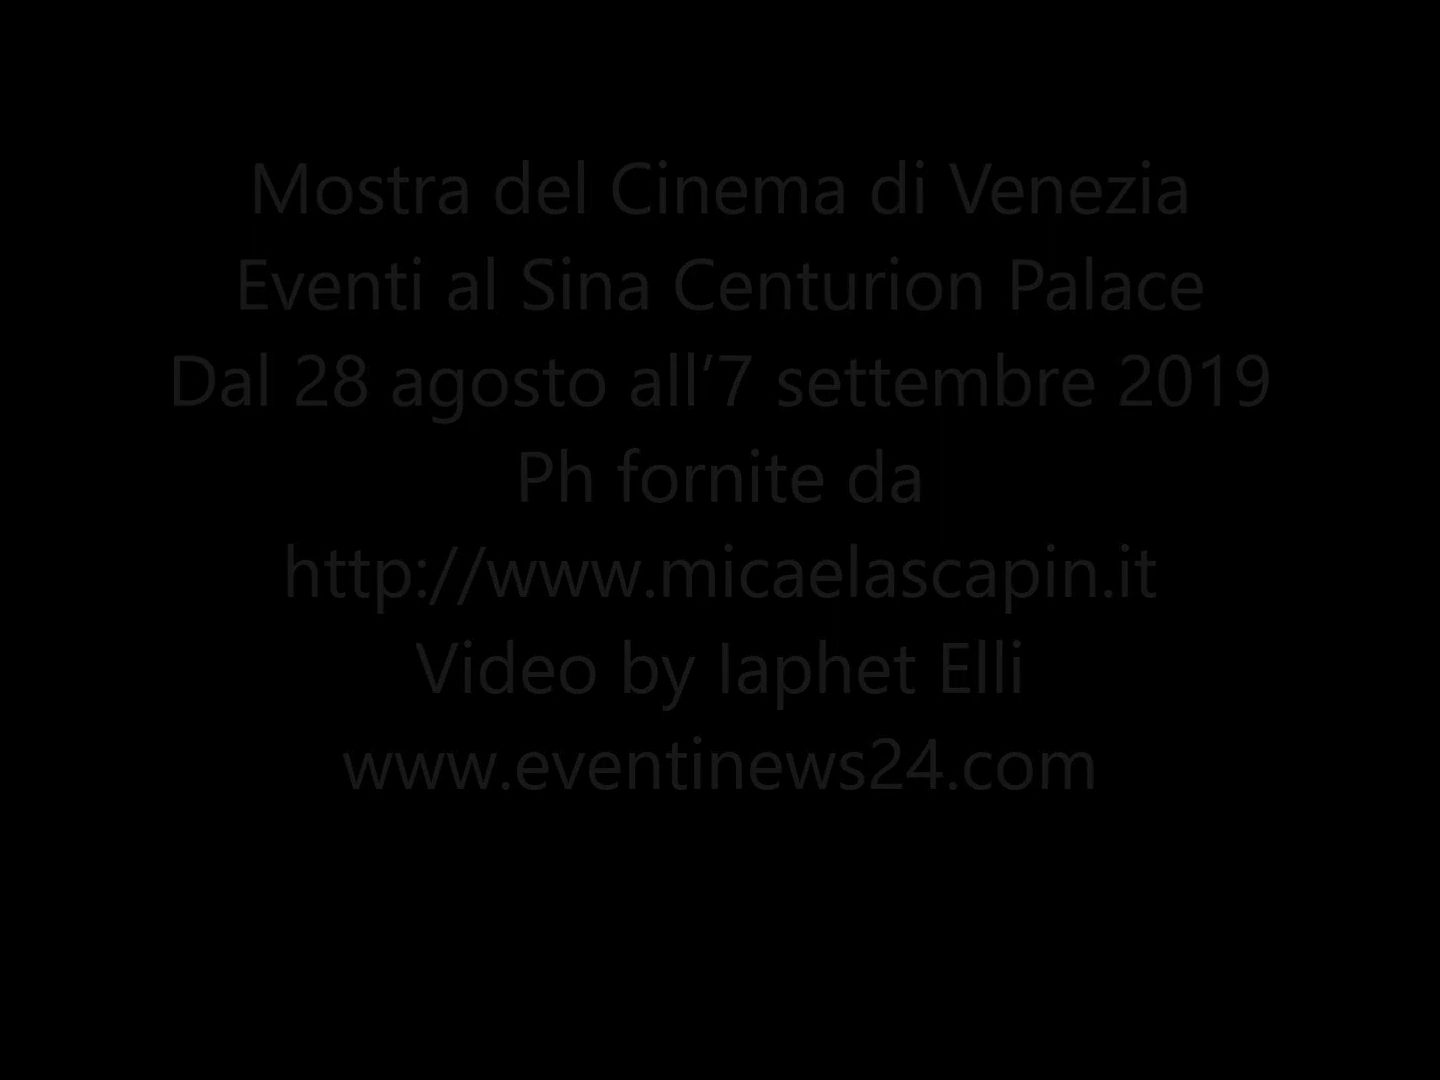 Mostra del Cinema di Venezia
Eventi al Sina Centurion Palace
Dal 28 agosto all’7 settembre 2019
Ph fornite da
http://www.micaelascapin.it
Video by Iaphet Elli
www.eventinews24.com